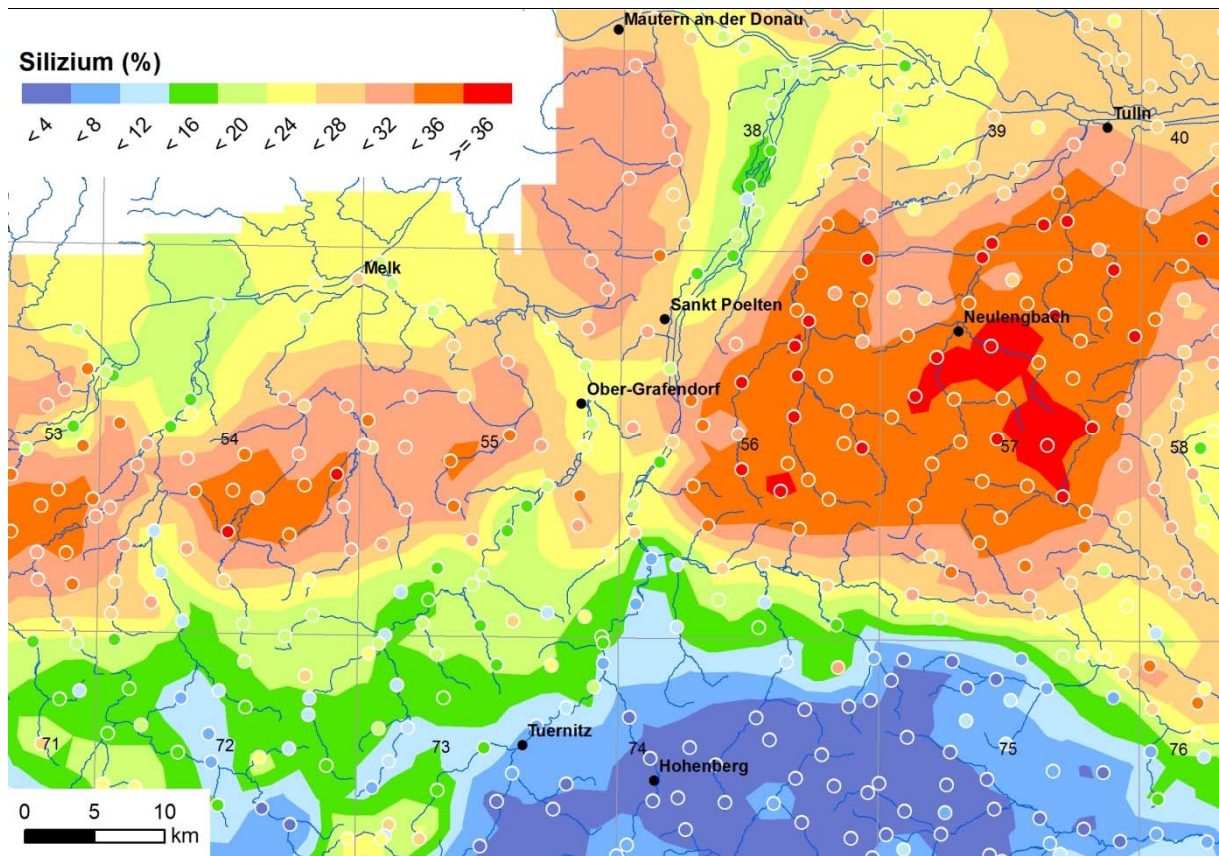 Mautern an der Donau
Silizium (%)
< 4
< 8
< 12
< 16
< 20
< 24
< 28
< 32
< 36
>= 36
38
39
Tulln
40
Melk
Sankt Poelten
Neulengbach
Ober-Grafendorf
53
54
55
56
57
58
71
72
73
74
75
76
Tuernitz
Hohenberg
0 5 10
km